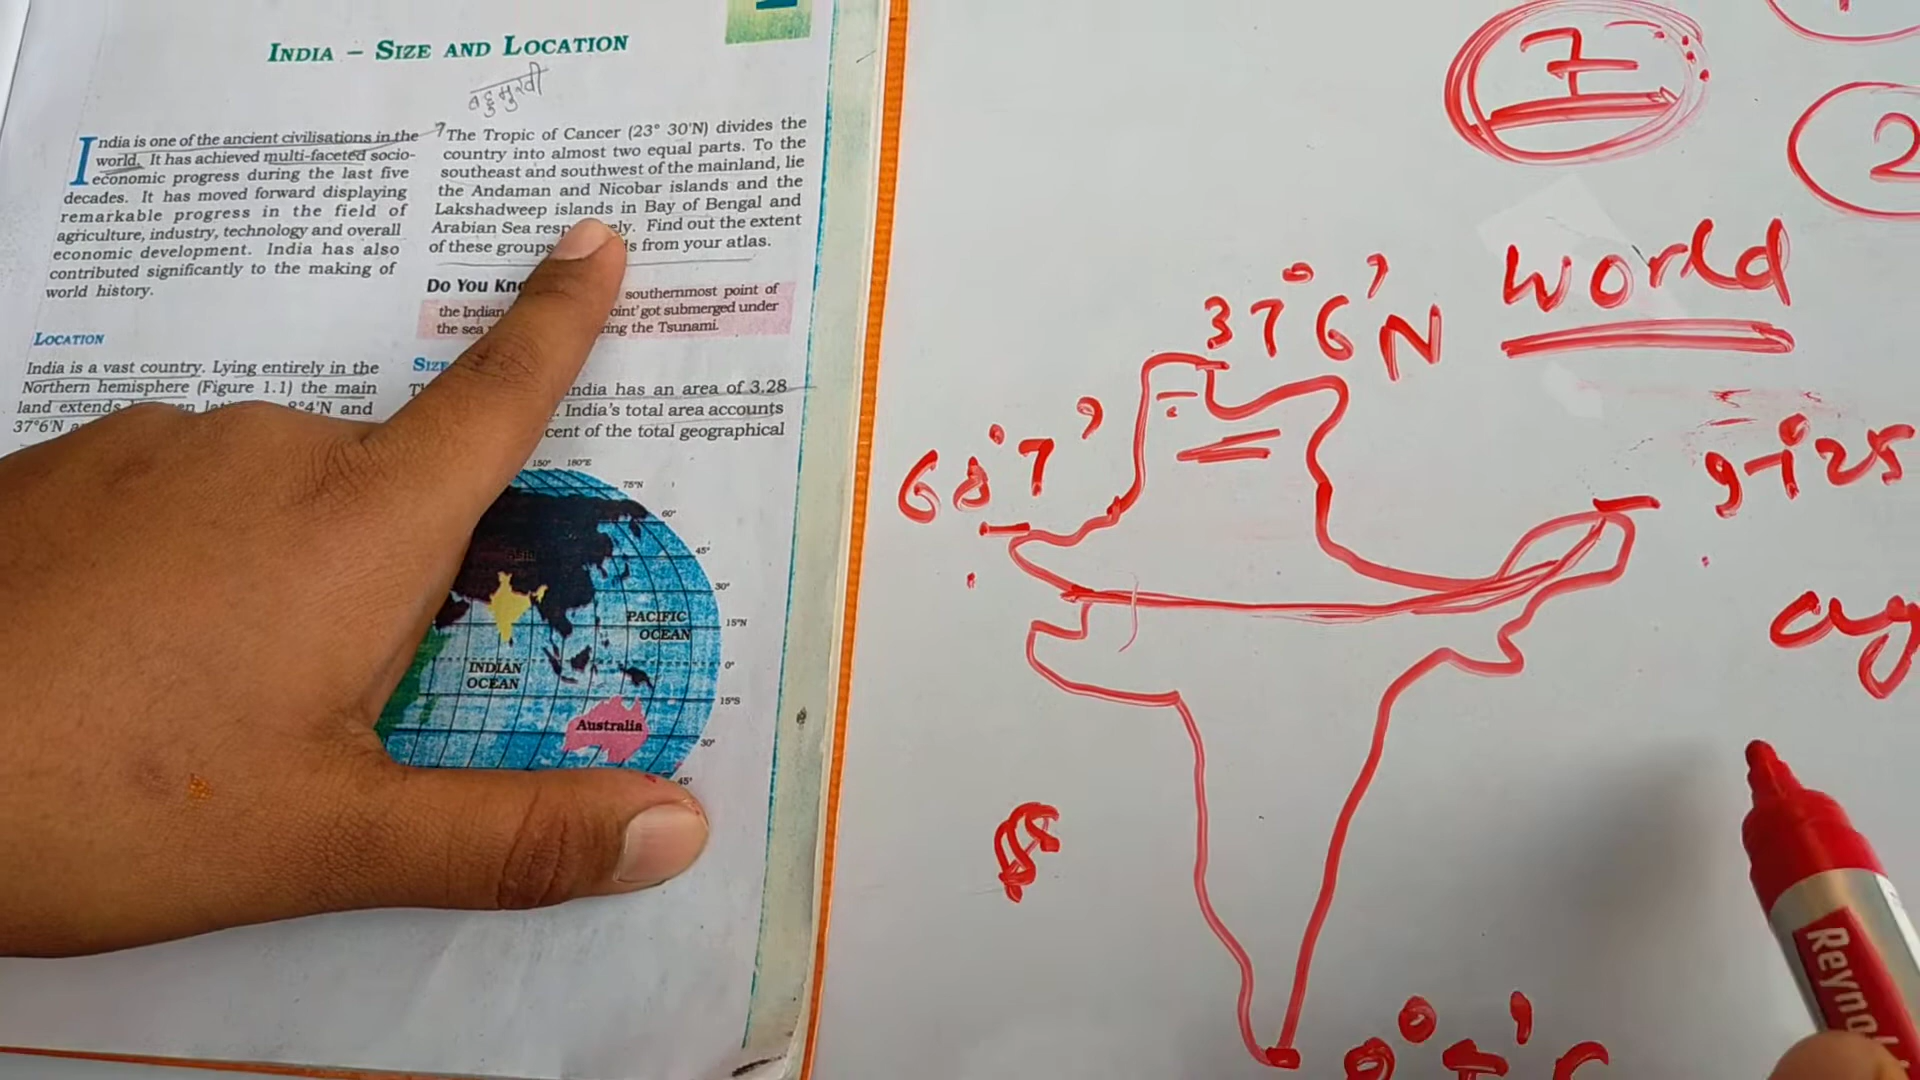 INDIA – SIZE AND LOCATION
बहुमुखी
India is one of the ancient civilisations in the
world. It has achieved multi-faceted socio-
economic progress during the last five
decades. It has moved forward displaying
remarkable progress in the field of
agriculture, industry, technology and overall
economic development. India has also
contributed significantly to the making of
world history.
LOCATION
India is a vast country. Lying entirely in the
Northern hemisphere (Figure 1.1) the main
land extends 8°4'N and
37°6'N
The Tropic of Cancer (23° 30'N) divides the
country into almost two equal parts. To the
southeast and southwest of the mainland, lie
the Andaman and Nicobar islands and the
Lakshadweep islands in Bay of Bengal and
Arabian Sea
of these groups from your atlas.
Find out the extent
Do You
southernmost point of
the Indian 'point' got submerged under
the sea the Tsunami.
India has an area of 3.28
India's total area accounts
cent of the total geographical
150° 180°E
75°N
60°
45°
30°
15°N
0°
15°S
30°
45°
Asia
PACIFIC
OCEAN
INDIAN
OCEAN
Australia
7
2
World
37°6'N
68°7'
Reyno